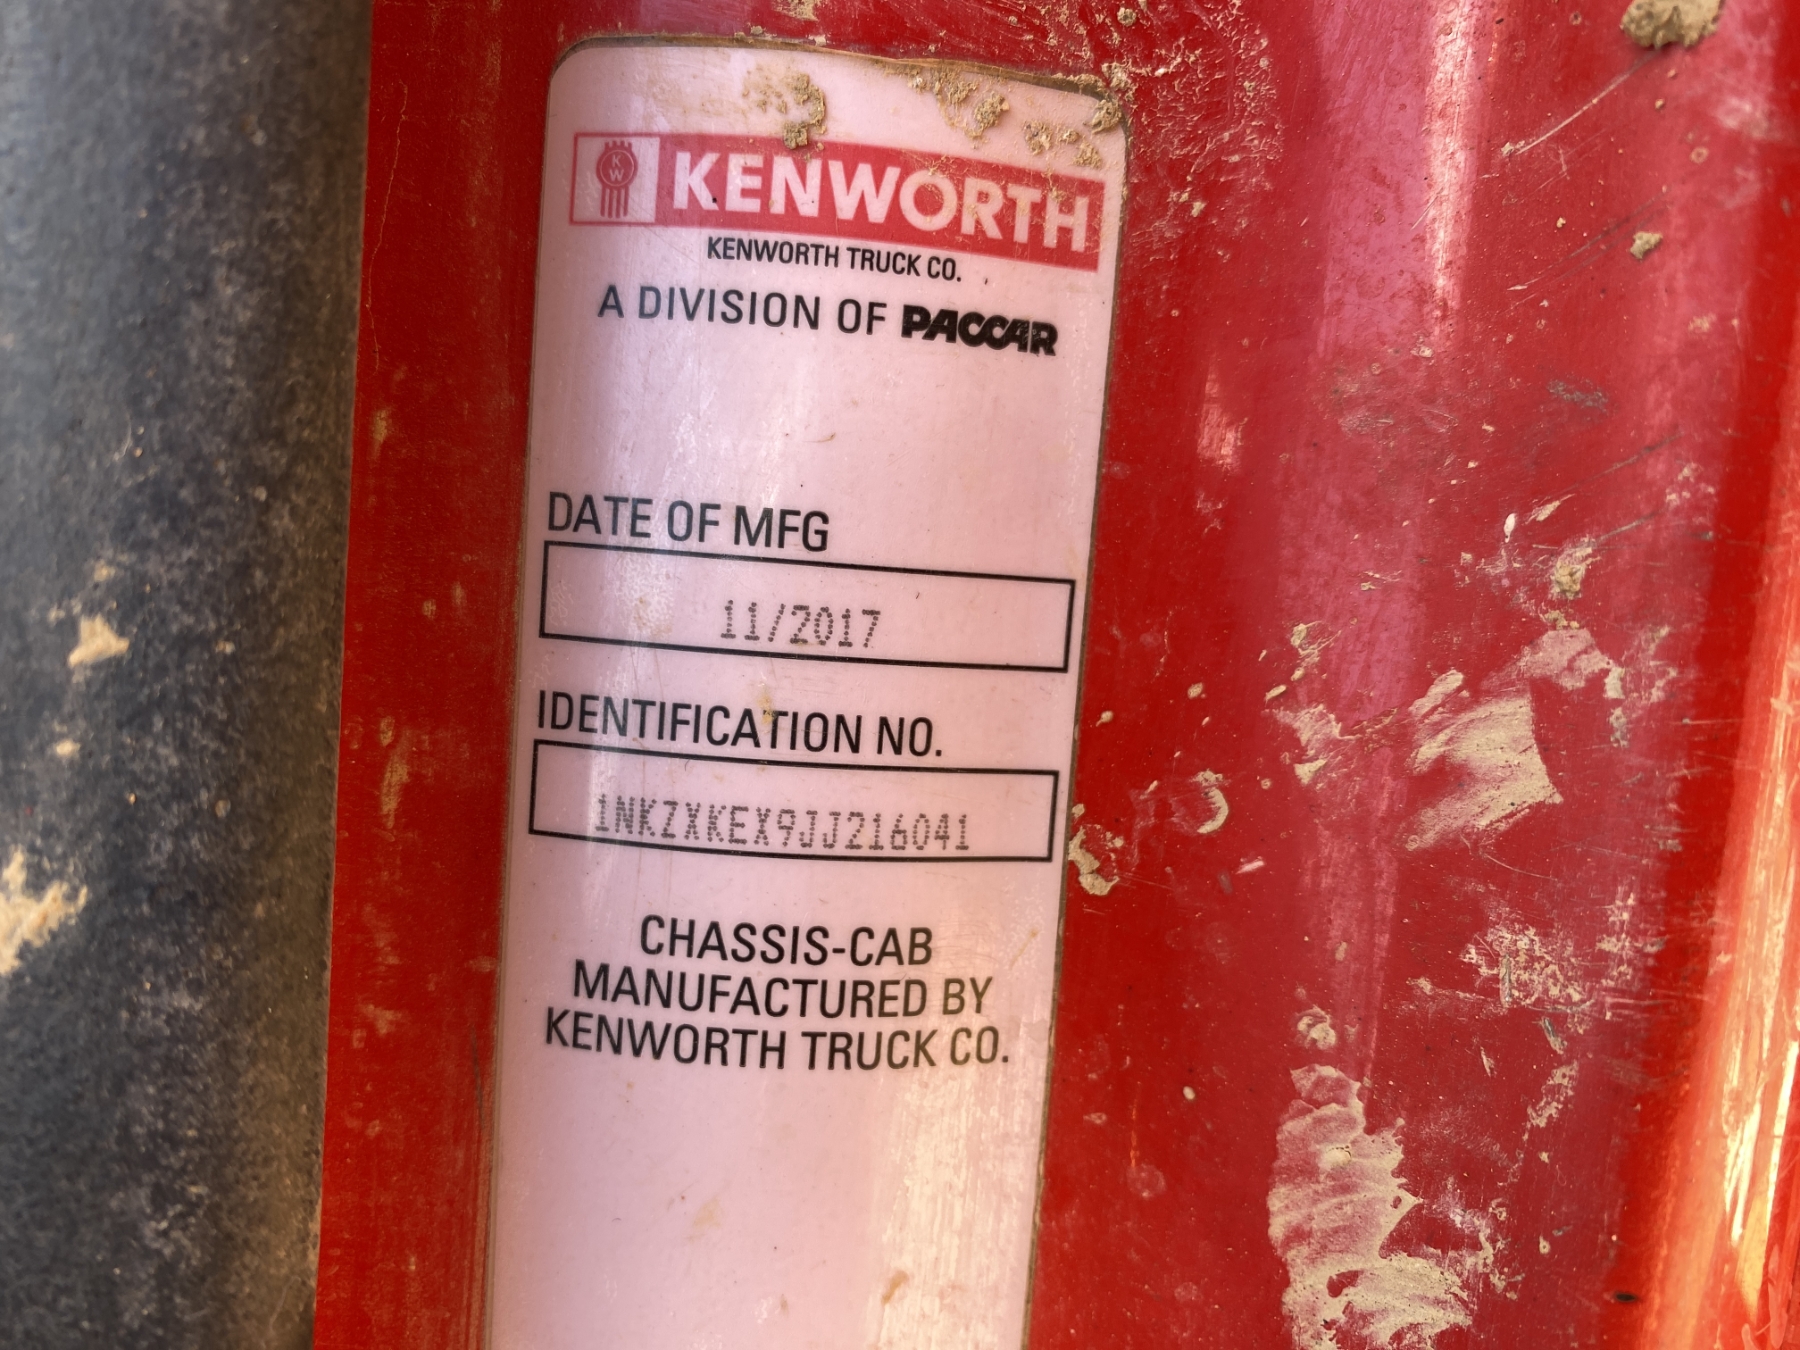 KW KENWORTH
KENWORTH TRUCK CO.
A DIVISION OF PACCAR
DATE OF MFG
11/2017
IDENTIFICATION NO.
1NKZXKEX9JJ216041
CHASSIS-CAB
MANUFACTURED BY
KENWORTH TRUCK CO.